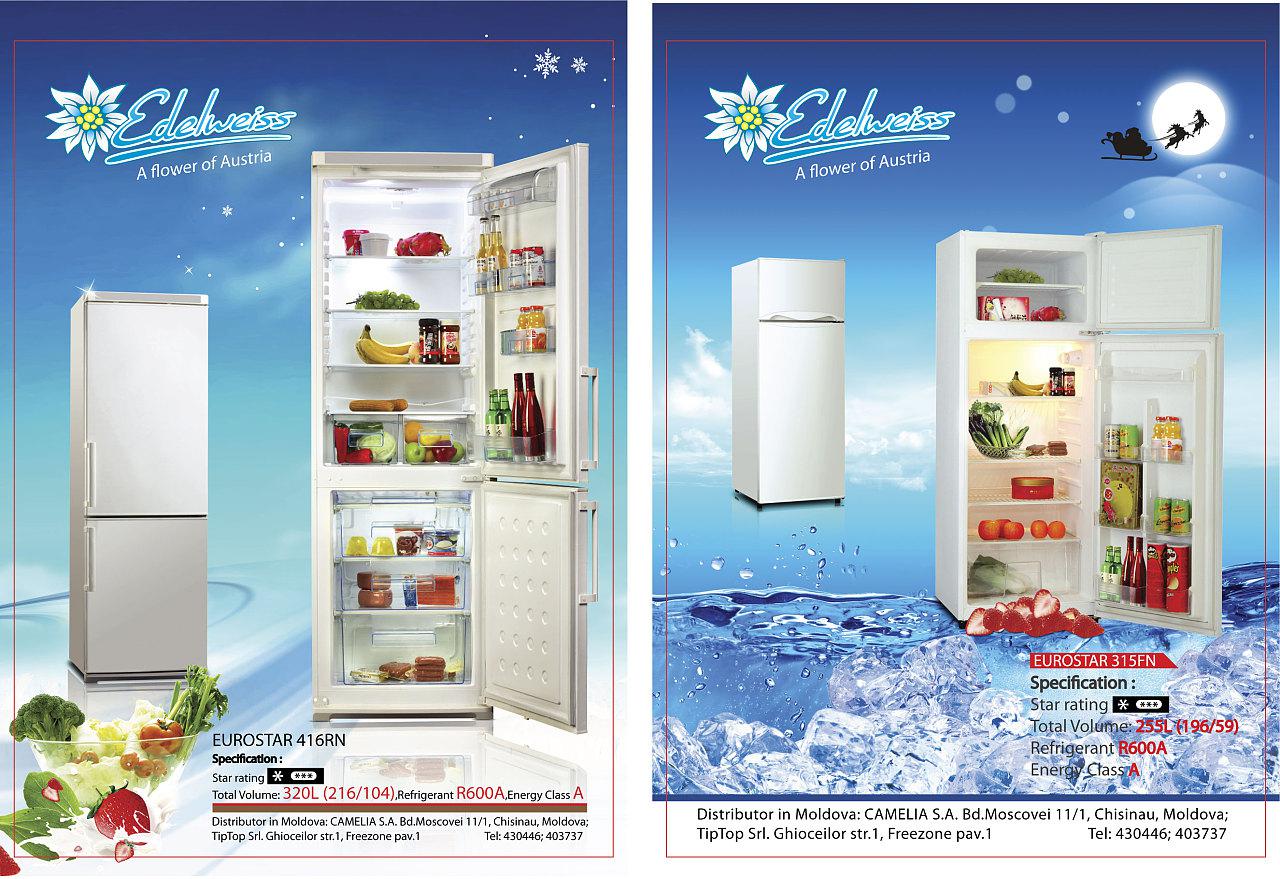 Edelweiss
A flower of Austria
EUROSTAR 416RN
Specification :
Star rating
Total Volume: 320L (216/104),Refrigerant R600A,Energy Class A
Distributor in Moldova: CAMELIA S.A. Bd.Moscovei 11/1, Chisinau, Moldova;
TipTop Srl. Ghioceilor str.1, Freezone pav.1 Tel: 430446; 403737
Edelweiss
A flower of Austria
EUROSTAR 315FN
Specification :
Star rating
Total Volume: 255L (196/59)
Refrigerant R600A
Energy Class A
Distributor in Moldova: CAMELIA S.A. Bd.Moscovei 11/1, Chisinau, Moldova;
TipTop Srl. Ghioceilor str.1, Freezone pav.1 Tel: 430446; 403737